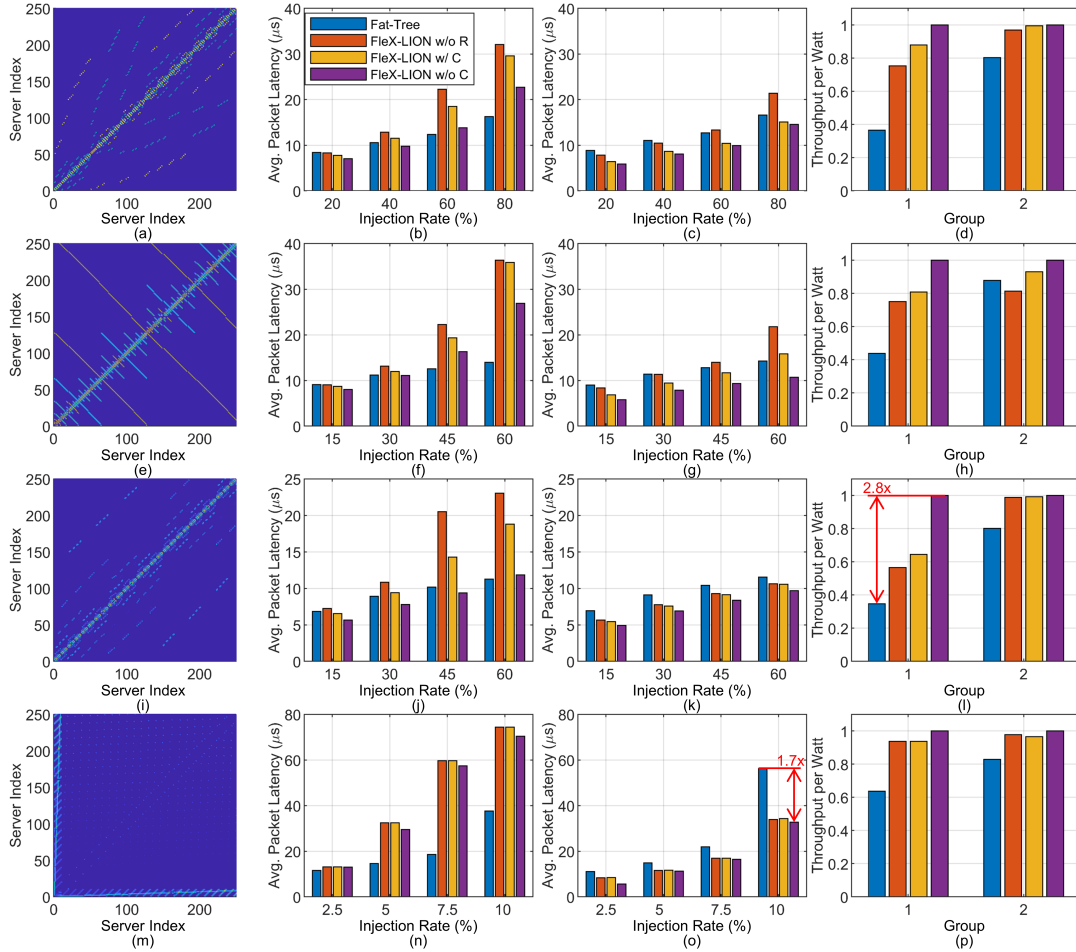 250
200
150
100
50
0
0 100 200
Server Index
Server Index
(a)
40
30
20
10
0
20 40 60 80
Avg. Packet Latency (μs)
Injection Rate (%)
(b)
Fat-Tree
FleX-LION w/o R
FleX-LION w/ C
FleX-LION w/o C
40
30
20
10
0
20 40 60 80
Avg. Packet Latency (μs)
Injection Rate (%)
(c)
1
0.8
0.6
0.4
0.2
0
1 2
Throughput per Watt
Group
(d)
250
200
150
100
50
0
0 100 200
Server Index
Server Index
(e)
40
30
20
10
0
15 30 45 60
Avg. Packet Latency (μs)
Injection Rate (%)
(f)
40
30
20
10
0
15 30 45 60
Avg. Packet Latency (μs)
Injection Rate (%)
(g)
1
0.8
0.6
0.4
0.2
0
1 2
Throughput per Watt
Group
(h)
250
200
150
100
50
0
0 100 200
Server Index
Server Index
(i)
25
20
15
10
5
0
15 30 45 60
Avg. Packet Latency (μs)
Injection Rate (%)
(j)
25
20
15
10
5
0
15 30 45 60
Avg. Packet Latency (μs)
Injection Rate (%)
(k)
2.8x
1
0.8
0.6
0.4
0.2
0
1 2
Throughput per Watt
Group
(l)
250
200
150
100
50
0
0 100 200
Server Index
Server Index
(m)
80
60
40
20
0
2.5 5 7.5 10
Avg. Packet Latency (μs)
Injection Rate (%)
(n)
80
60
40
20
0
2.5 5 7.5 10
Avg. Packet Latency (μs)
1.7x
Injection Rate (%)
(o)
1
0.8
0.6
0.4
0.2
0
1 2
Throughput per Watt
Group
(p)